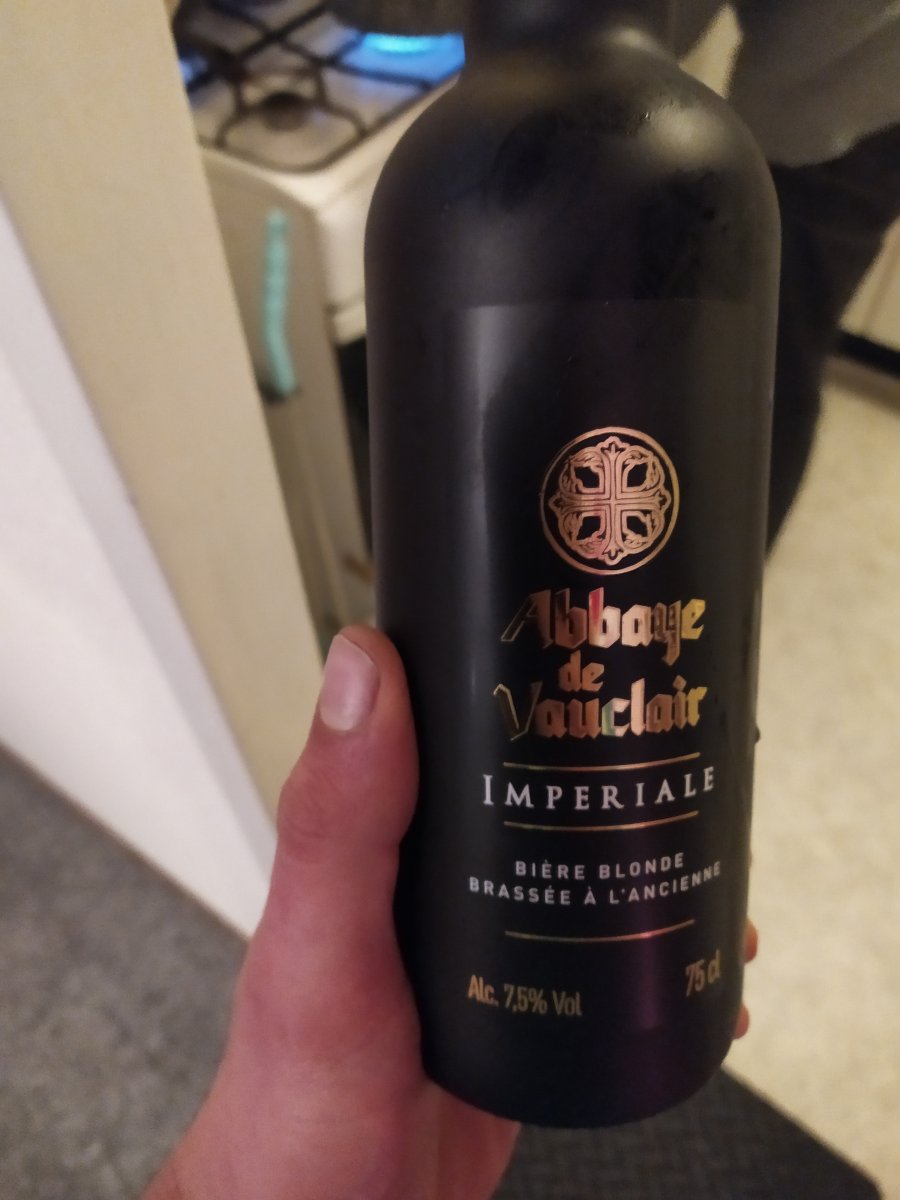 Abbaye
de
Vauclair
IMPERIALE
BIÈRE BLONDE
BRASSÉE À L'ANCIENNE
Alc. 7,5% Vol
75 cl